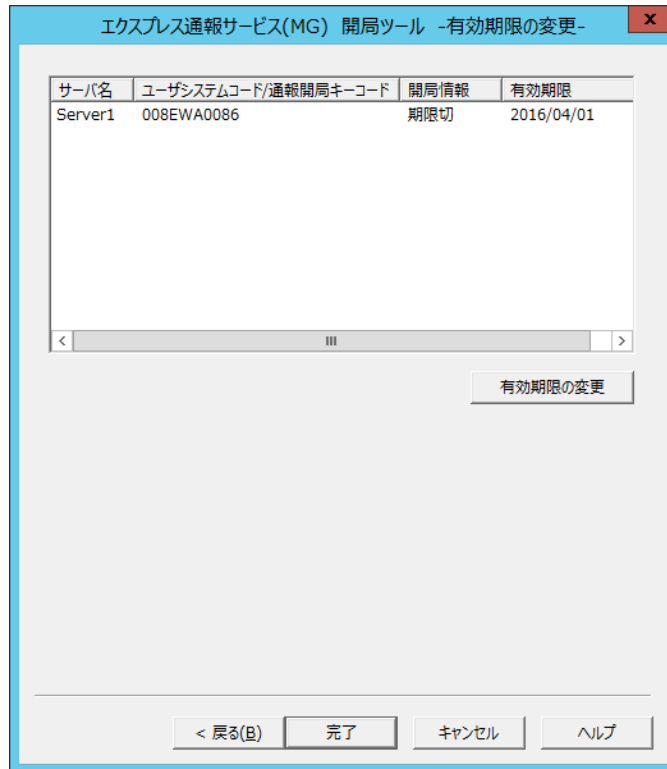 エクスプレス通報サービス(MG) 開局ツール -有効期限の変更-
x
サーバ名 ユーザシステムコード/通報開局キーコード 開局情報 有効期限
Server1 008EWA0086 期限切 2016/04/01
有効期限の変更
< 戻る(B) 完了 キャンセル ヘルプ